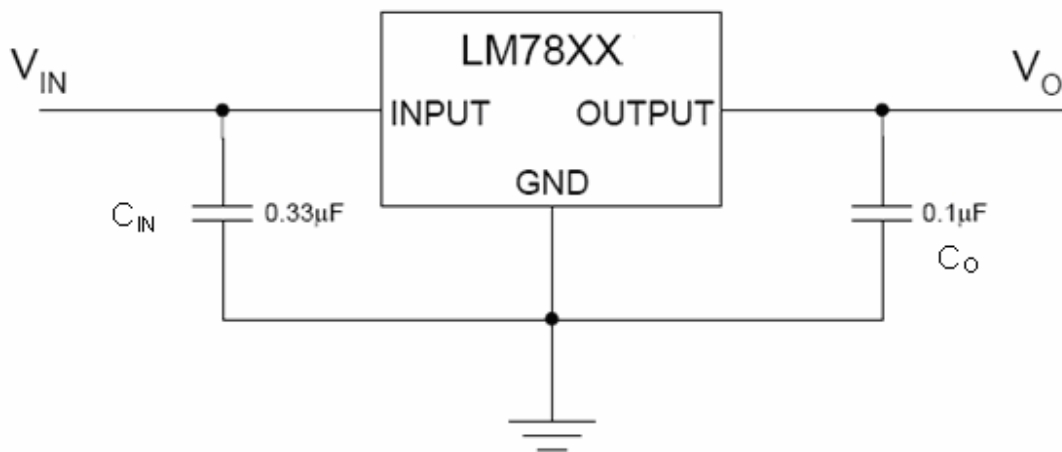 LM78XX
V_IN
V_O
INPUT OUTPUT
GND
C_IN 0.33μF
0.1μF
C_O